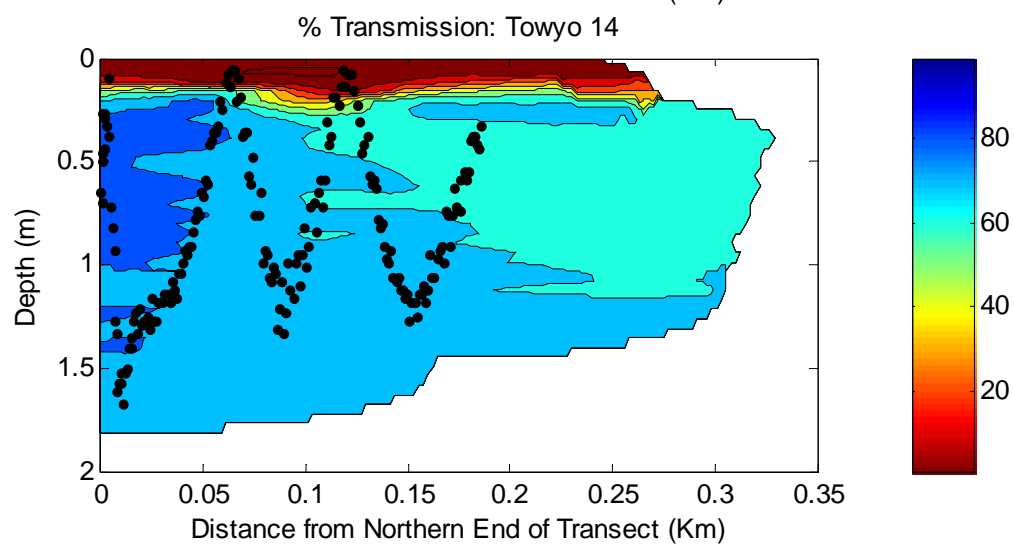 % Transmission: Towyo 14
0
0.5
1
1.5
2
Depth (m)
0 0.05 0.1 0.15 0.2 0.25 0.3 0.35
Distance from Northern End of Transect (Km)
80
60
40
20